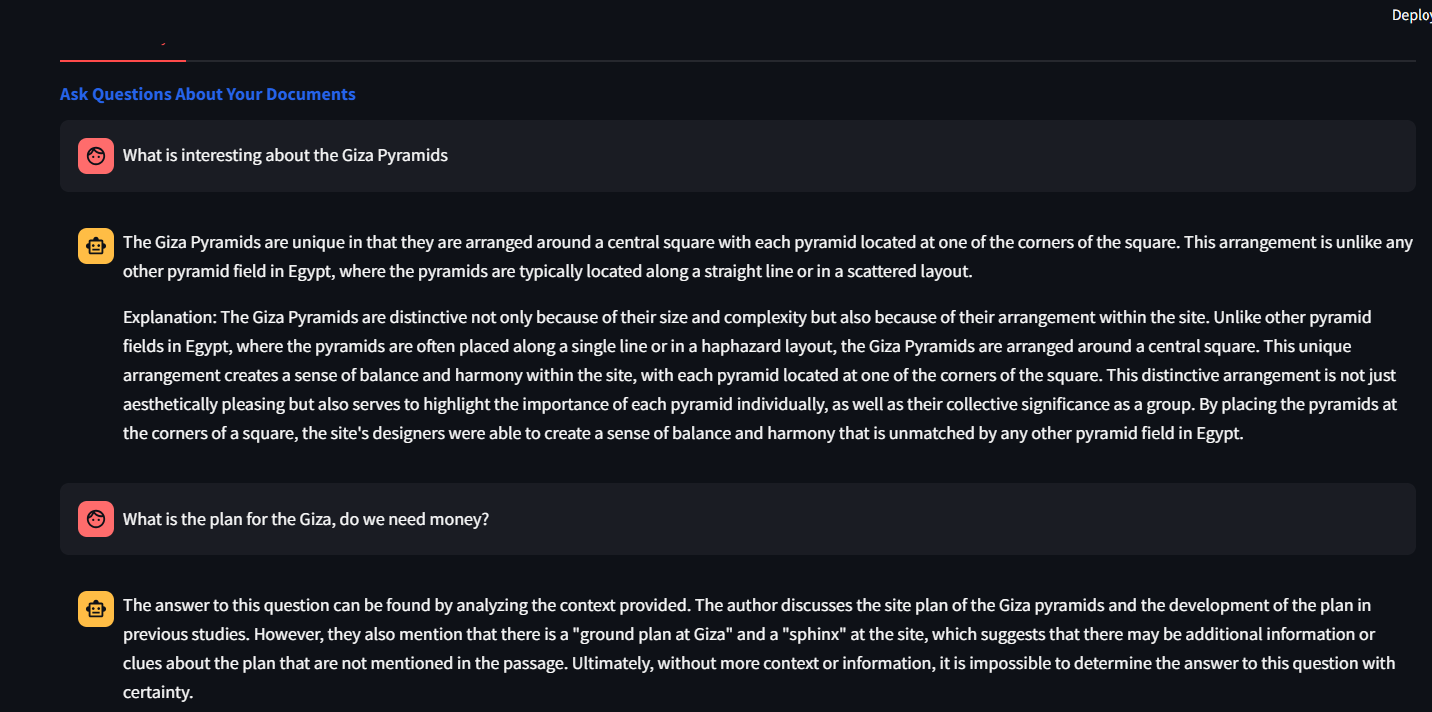 Deploy
Ask Questions About Your Documents
What is interesting about the Giza Pyramids
The Giza Pyramids are unique in that they are arranged around a central square with each pyramid located at one of the corners of the square. This arrangement is unlike any
other pyramid field in Egypt, where the pyramids are typically located along a straight line or in a scattered layout.
Explanation: The Giza Pyramids are distinctive not only because of their size and complexity but also because of their arrangement within the site. Unlike other pyramid
fields in Egypt, where the pyramids are often placed along a single line or in a haphazard layout, the Giza Pyramids are arranged around a central square. This unique
arrangement creates a sense of balance and harmony within the site, with each pyramid located at one of the corners of the square. This distinctive arrangement is not just
aesthetically pleasing but also serves to highlight the importance of each pyramid individually, as well as their collective significance as a group. By placing the pyramids at
the corners of a square, the site's designers were able to create a sense of balance and harmony that is unmatched by any other pyramid field in Egypt.
What is the plan for the Giza, do we need money?
The answer to this question can be found by analyzing the context provided. The author discusses the site plan of the Giza pyramids and the development of the plan in
previous studies. However, they also mention that there is a "ground plan at Giza" and a "sphinx" at the site, which suggests that there may be additional information or
clues about the plan that are not mentioned in the passage. Ultimately, without more context or information, it is impossible to determine the answer to this question with
certainty.